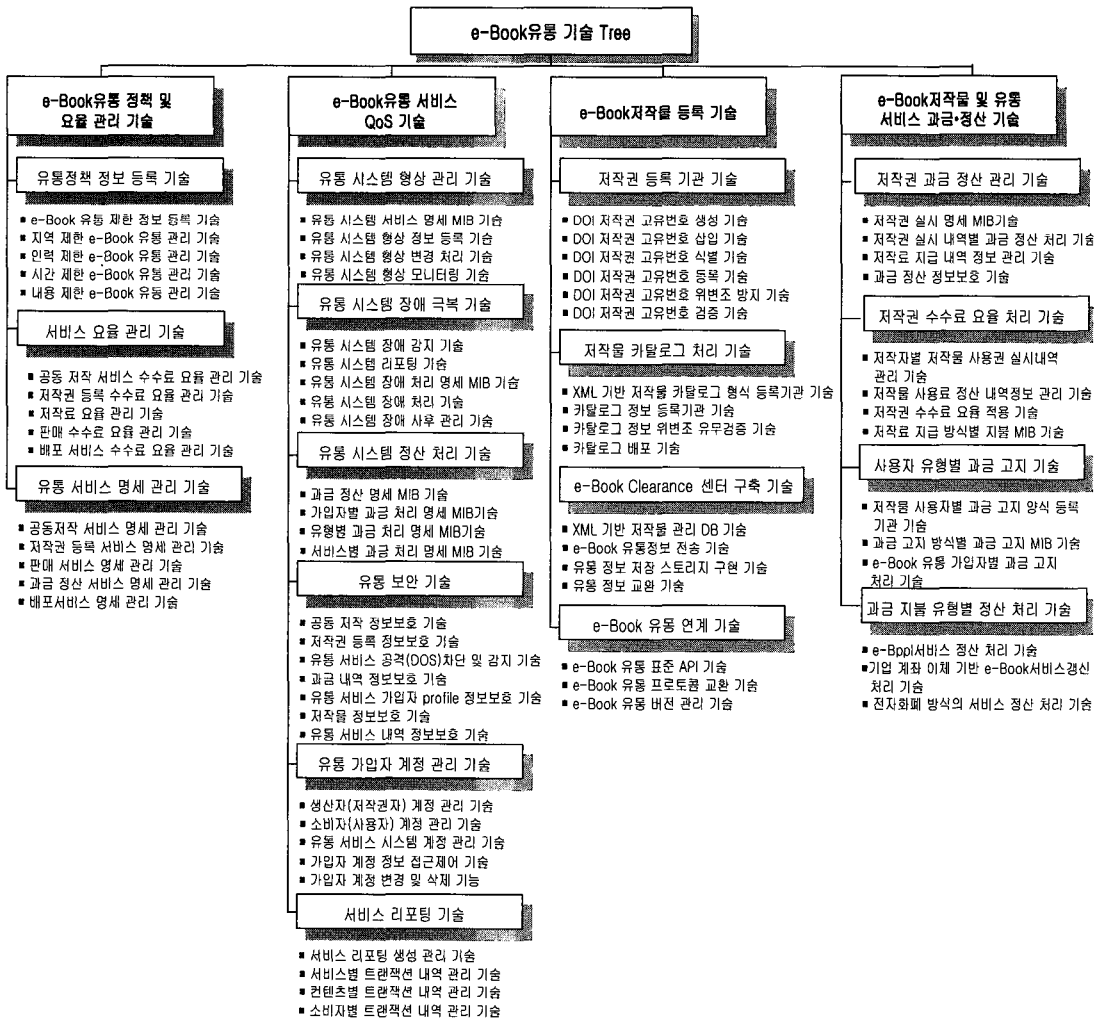 e-Book유통 기술 Tree
e-Book유통 정책 및
요율 관리 기술
유통정책 정보 등록 기술
■ e-Book 유통 제한 정보 등록 기술
■ 지역 제한 e-Book 유통 관리 기술
■ 인력 제한 e-Book 유통 관리 기술
■ 시간 제한 e-Book 유통 관리 기술
■ 내용 제한 e-Book 유통 관리 기술
서비스 요율 관리 기술
■ 공동 저작 서비스 수수료 요율 관리 기술
■ 저작권 등록 수수료 요율 관리 기술
■ 저작료 요율 관리 기술
■ 판매 수수료 요율 관리 기술
■ 배포 서비스 수수료 요율 관리 기술
유통 서비스 명세 관리 기술
■ 공동저작 서비스 명세 관리 기술
■ 저작권 등록 서비스 명세 관리 기술
■ 판매 서비스 명세 관리 기술
■ 과금 정산 서비스 명세 관리 기술
■ 배포서비스 명세 관리 기술
e-Book유통 서비스
QoS 기술
유통 시스템 형상 관리 기술
■ 유통 시스템 서비스 명세 MIB 기술
■ 유통 시스템 형상 정보 등록 기술
■ 유통 시스템 형상 변경 처리 기술
■ 유통 시스템 형상 모니터링 기술
유통 시스템 장애 극복 기술
■ 유통 시스템 장애 감지 기술
■ 유통 시스템 리포팅 기술
■ 유통 시스템 장애 처리 명세 MIB 기술
■ 유통 시스템 장애 처리 기술
■ 유통 시스템 장애 사후 관리 기술
유통 시스템 정산 처리 기술
■ 과금 정산 명세 MIB 기술
■ 가입자별 과금 처리 명세 MIB기술
■ 유형별 과금 처리 명세 MIB기술
■ 서비스별 과금 처리 명세 MIB 기술
유통 보안 기술
■ 공동 저작 정보보호 기술
■ 저작권 등록 정보보호 기술
■ 유통 서비스 공격(DOS)차단 및 감지 기술
■ 과금 내역 정보보호 기술
■ 유통 서비스 가입자 profile 정보보호 기술
■ 저작물 정보보호 기술
■ 유통 서비스 내역 정보보호 기술
유통 가입자 계정 관리 기술
■ 생산자(저작권자) 계정 관리 기술
■ 소비자(사용자) 계정 관리 기술
■ 유통 서비스 시스템 계정 관리 기술
■ 가입자 계정 정보 접근제어 기술
■ 가입자 계정 변경 및 삭제 기능
서비스 리포팅 기술
■ 서비스 리포팅 생성 관리 기술
■ 서비스별 트랜잭션 내역 관리 기술
■ 컨텐츠별 트랜잭션 내역 관리 기술
■ 소비자별 트랜잭션 내역 관리 기술
e-Book저작물 등록 기술
저작권 등록 기관 기술
■ DOI 저작권 고유번호 생성 기술
■ DOI 저작권 고유번호 삽입 기술
■ DOI 저작권 고유번호 식별 기술
■ DOI 저작권 고유번호 등록 기술
■ DOI 저작권 고유번호 위변조 방지 기술
■ DOI 저작권 고유번호 검증 기술
저작물 카탈로그 처리 기술
■ XML 기반 저작물 카탈로그 형식 등록기관 기술
■ 카탈로그 정보 등록기관 기술
■ 카탈로그 정보 위변조 유무검증 기술
■ 카탈로그 배포 기술
e-Book Clearance 센터 구축 기술
■ XML 기반 저작물 관리 DB 기술
■ e-Book 유통정보 전송 기술
■ 유통 정보 저장 스토리지 구현 기술
■ 유통 정보 교환 기술
e-Book 유통 연계 기술
■ e-Book 유통 표준 API 기술
■ e-Book 유통 프로토콜 교환 기술
■ e-Book 유통 버전 관리 기술
e-Book저작물 및 유통
서비스 과금•정산 기술
저작권 과금 정산 관리 기술
■ 저작권 실시 명세 MIB기술
■ 저작권 실시 내역별 과금 정산 처리 기술
■ 저작료 지급 내역 정보 관리 기술
■ 과금 정산 정보보호 기술
저작권 수수료 요율 처리 기술
■ 저작자별 저작물 사용권 실시내역
관리 기술
■ 저작물 사용료 정산 내역정보 관리 기술
■ 저작권 수수료 요율 적용 기술
■ 저작료 지급 방식별 지불 MIB 기술
사용자 유형별 과금 고지 기술
■ 저작물 사용자별 과금 고지 양식 등록
기관 기술
■ 과금 고지 방식별 과금 고지 MIB 기술
■ e-Book 유통 가입자별 과금 고지
처리 기술
과금 지불 유형별 정산 처리 기술
■ e-Bppl서비스 정산 처리 기술
■ 기업 계좌 이체 기반 e-Book서비스갱신
처리 기술
■ 전자화폐 방식의 서비스 정산 처리 기술